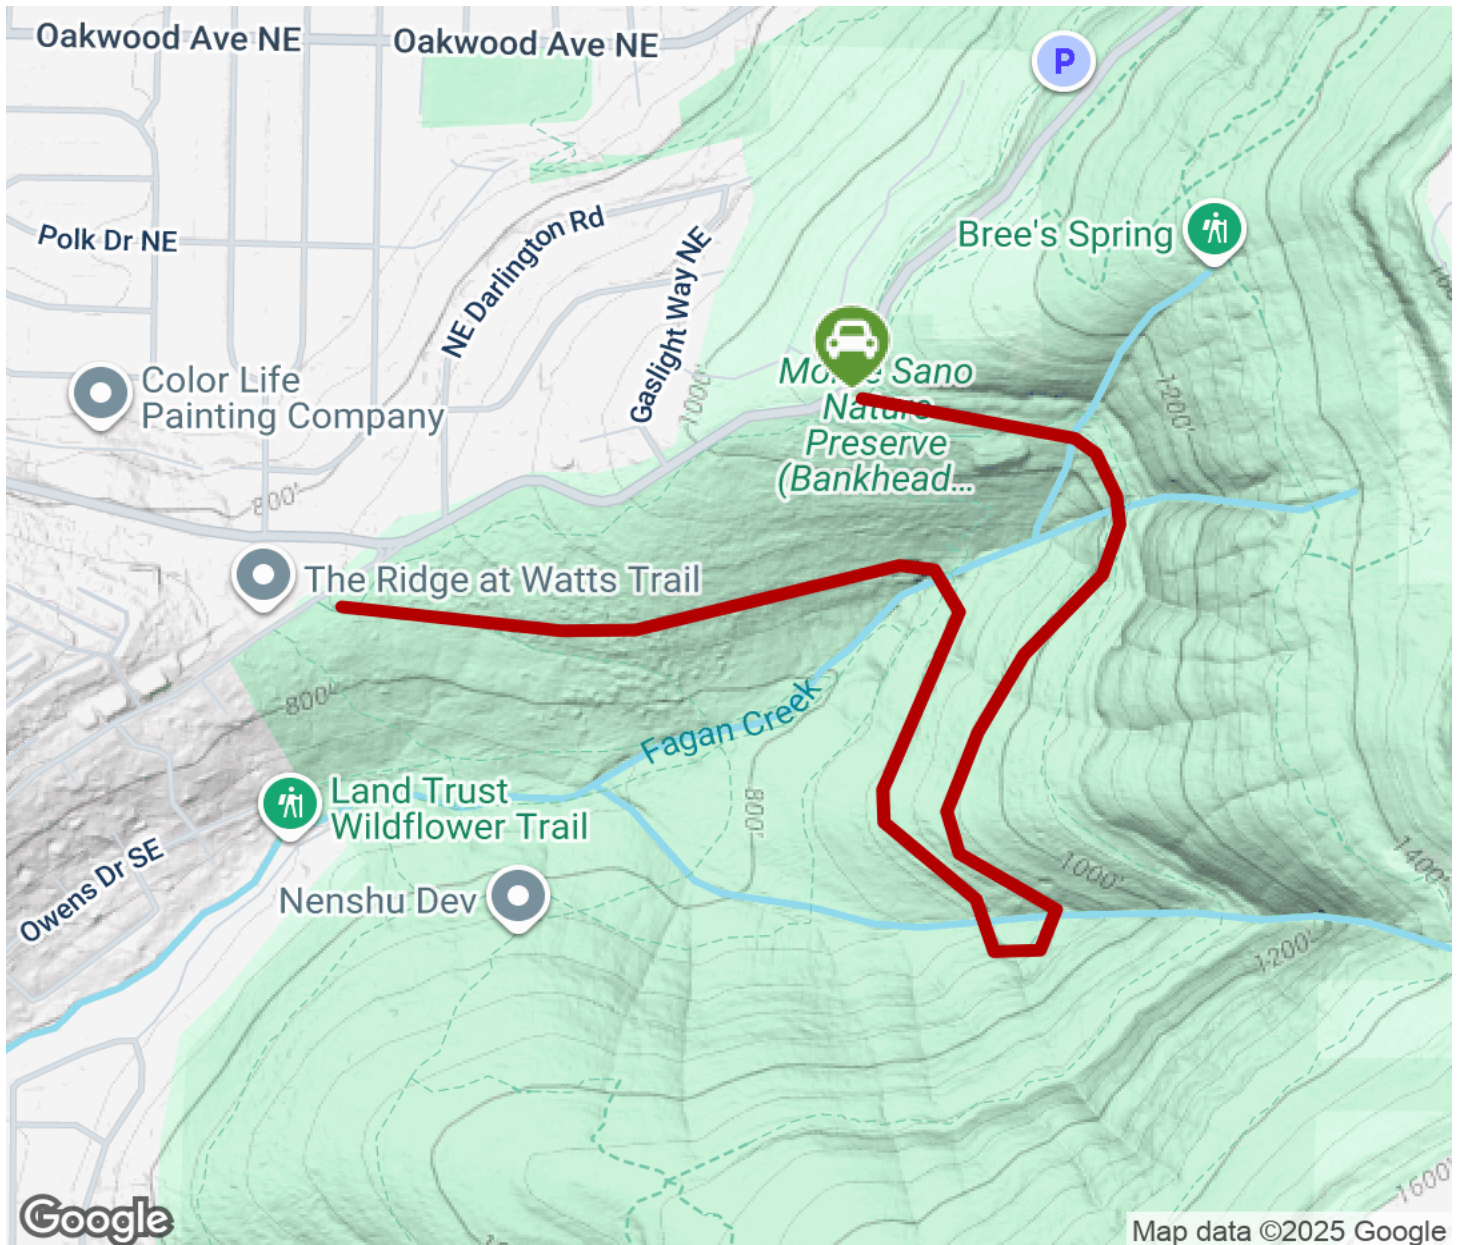 Oakwood Ave NE
Oakwood Ave NE
P
Polk Dr NE
NE Darlington Rd
Gaslight Way NE
Bree's Spring
Color Life
Painting Company
1000'
1200'
Sano
Nature
Preserve
(Bankhead...
800'
The Ridge at Watts Trail
800'
Fagan Creek
Land Trust
Wildflower Trail
800'
1000'
1400'
Owens Dr SE
Nenshu Dev
1200'
1600'
Google
Map data ©2025 Google